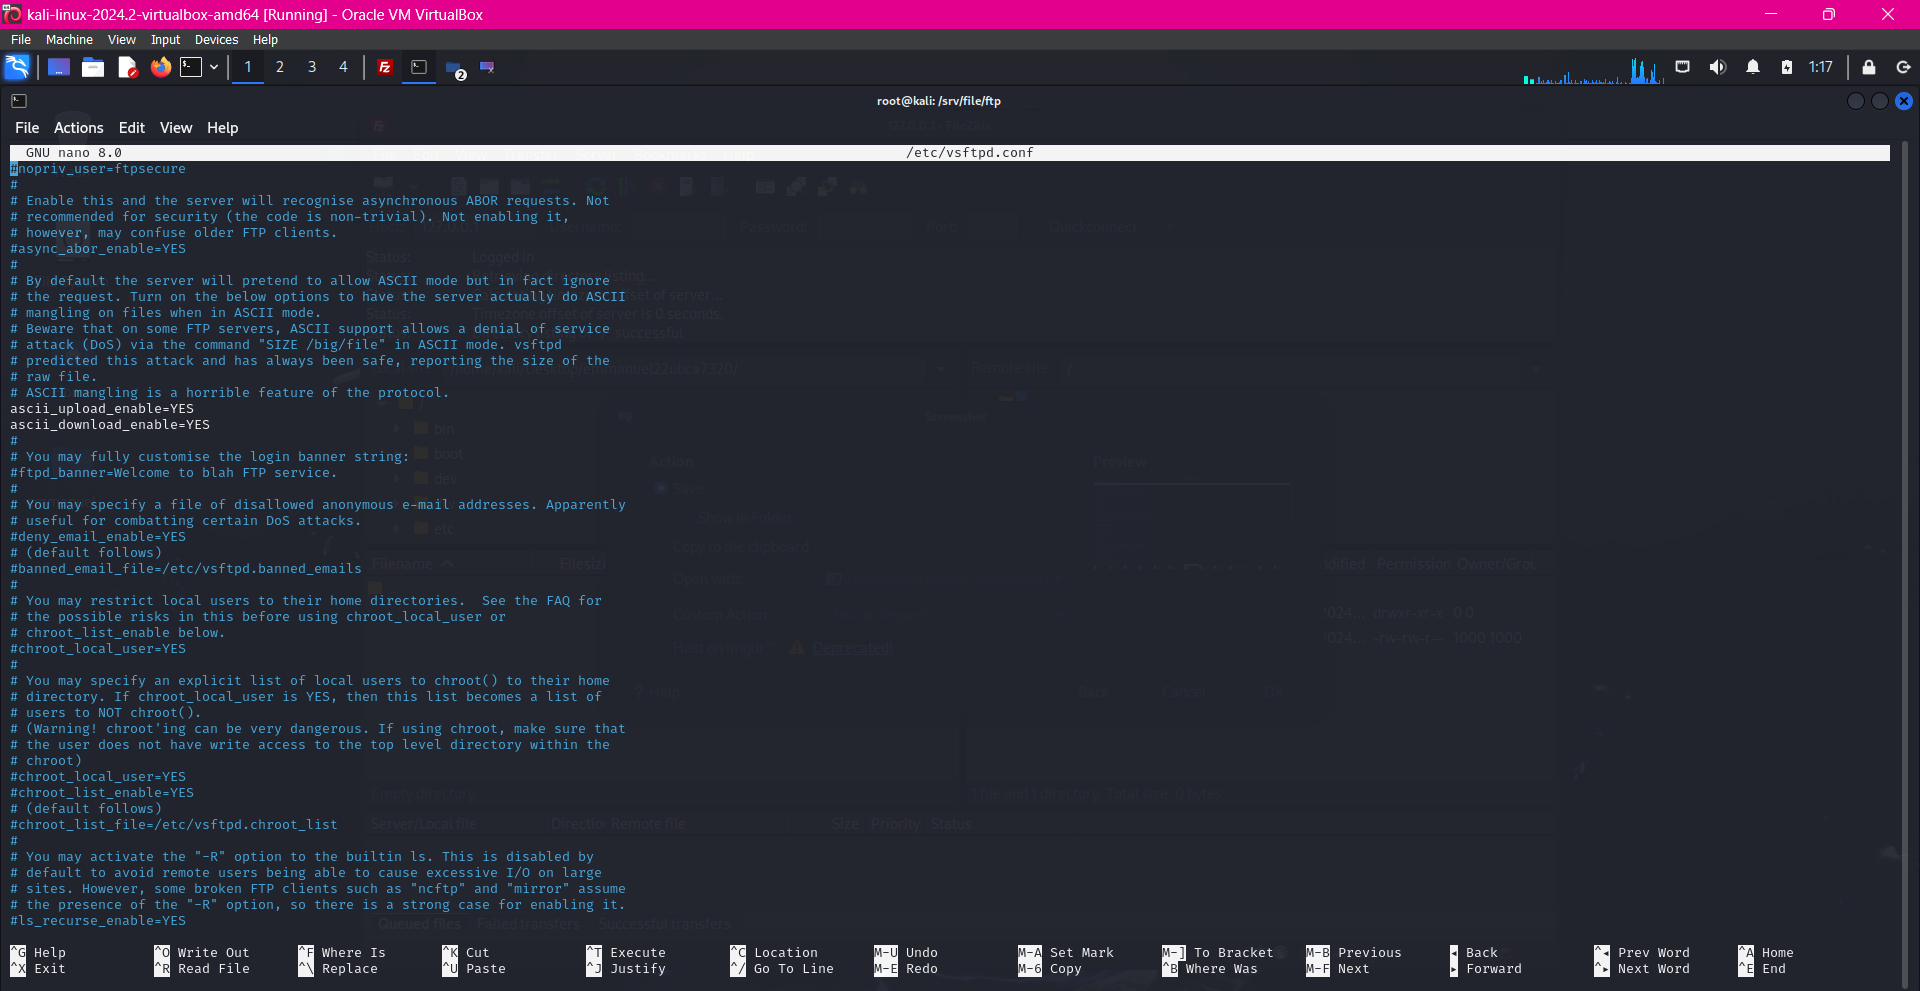 kali-linux-2024.2-virtualbox-amd64 [Running] - Oracle VM VirtualBox
File Machine View Input Devices Help
1 2 3 4 2 1:17
root@kali: /srv/file/ftp
File Actions Edit View Help
GNU nano 8.0 /etc/vsftpd.conf
#nopriv_user=ftpsecure
#
# Enable this and the server will recognise asynchronous ABOR requests. Not
# recommended for security (the code is non-trivial). Not enabling it,
# however, may confuse older FTP clients.
#async_abor_enable=YES
#
# By default the server will pretend to allow ASCII mode but in fact ignore
# the request. Turn on the below options to have the server actually do ASCII
# mangling on files when in ASCII mode.
# Beware that on some FTP servers, ASCII support allows a denial of service
# attack (DoS) via the command "SIZE /big/file" in ASCII mode. vsftpd
# predicted this attack and has always been safe, reporting the size of the
# raw file.
# ASCII mangling is a horrible feature of the protocol.
ascii_upload_enable=YES
ascii_download_enable=YES
#
# You may fully customise the login banner string:
#ftpd_banner=Welcome to blah FTP service.
#
# You may specify a file of disallowed anonymous e-mail addresses. Apparently
# useful for combatting certain DoS attacks.
#deny_email_enable=YES
# (default follows)
#banned_email_file=/etc/vsftpd.banned_emails
#
# You may restrict local users to their home directories.  See the FAQ for
# the possible risks in this before using chroot_local_user or
# chroot_list_enable below.
#chroot_local_user=YES
#
# You may specify an explicit list of local users to chroot() to their home
# directory. If chroot_local_user is YES, then this list becomes a list of
# users to NOT chroot().
# (Warning! chroot'ing can be very dangerous. If using chroot, make sure that
# the user does not have write access to the top level directory within the
# chroot)
#chroot_local_user=YES
#chroot_list_enable=YES
# (default follows)
#chroot_list_file=/etc/vsftpd.chroot_list
#
# You may activate the "-R" option to the builtin ls. This is disabled by
# default to avoid remote users being able to cause excessive I/O on large
# sites. However, some broken FTP clients such as "ncftp" and "mirror" assume
# the presence of the "-R" option, so there is a strong case for enabling it.
#ls_recurse_enable=YES
^G Help ^O Write Out ^F Where Is ^K Cut ^T Execute ^C Location M-U Undo M-A Set Mark M-] To Bracket M-B Previous ◂ Back ^◂ Prev Word ^A Home
^X Exit ^R Read File ^\ Replace ^U Paste ^J Justify ^/ Go To Line M-E Redo M-6 Copy ^B Where Was M-F Next ▸ Forward ^▸ Next Word ^E End